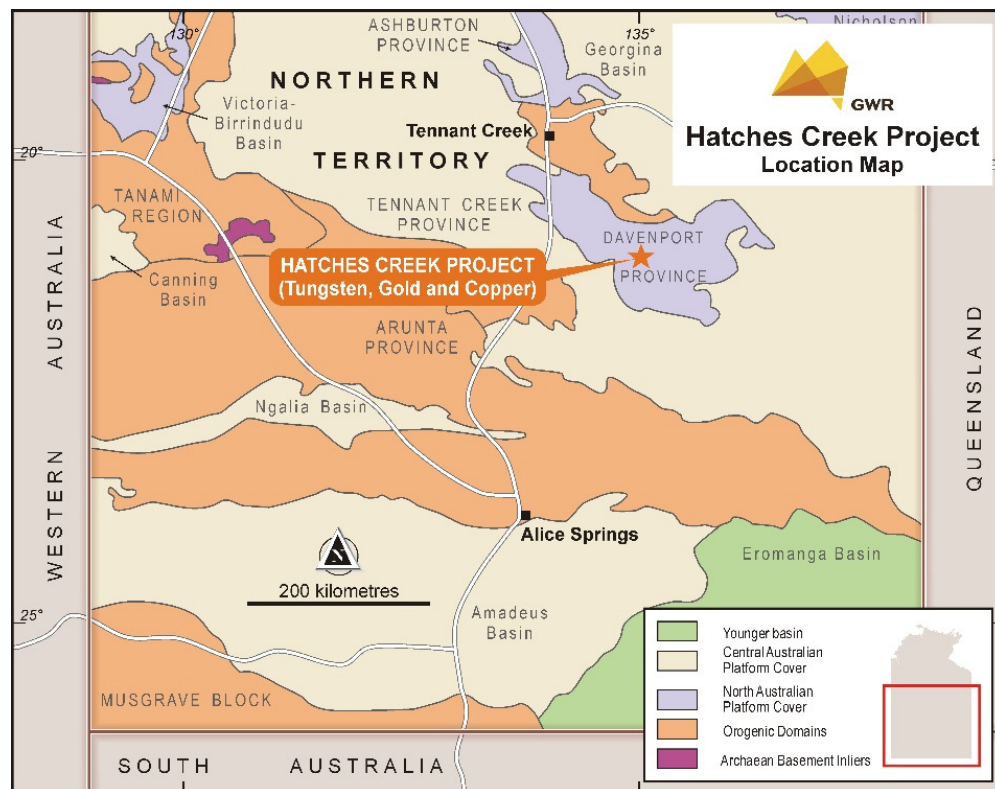 130°
ASHBURTON
PROVINCE
135°
Georgina
Basin
Nicholson
NORTHERN
TERRITORY
Victoria-
Birrindudu
Basin
Tennant Creek
GWR
Hatches Creek Project
Location Map
20°
TANAMI
REGION
TENNANT CREEK
PROVINCE
DAVENPORT
PROVINCE
HATCHES CREEK PROJECT
(Tungsten, Gold and Copper)
Canning
Basin
ARUNTA
PROVINCE
Ngalia Basin
WESTERN AUSTRALIA
QUEENSLAND
Alice Springs
N
200 kilometres
Eromanga Basin
25°
Amadeus
Basin
MUSGRAVE BLOCK
SOUTH AUSTRALIA
Younger basin
Central Australian
Platform Cover
North Australian
Platform Cover
Orogenic Domains
Archaean Basement Inliers